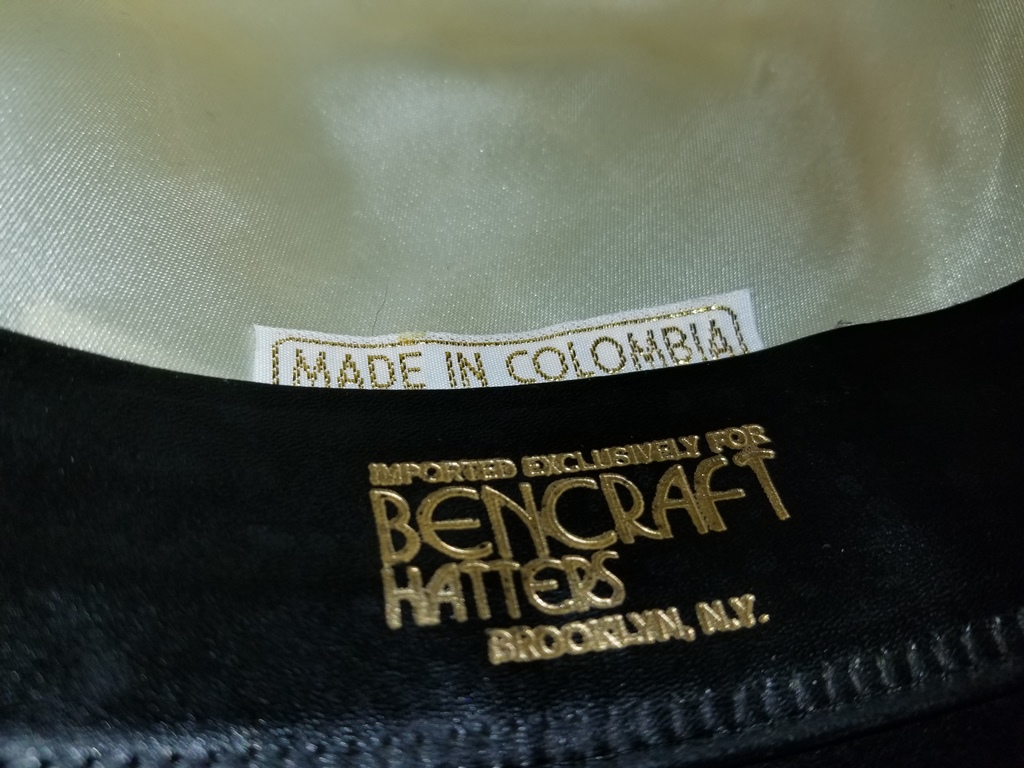 MADE IN COLOMBIA
IMPORTED EXCLUSIVELY FOR
BENCRAFT
HATTERS
BROOKLYN, N.Y.